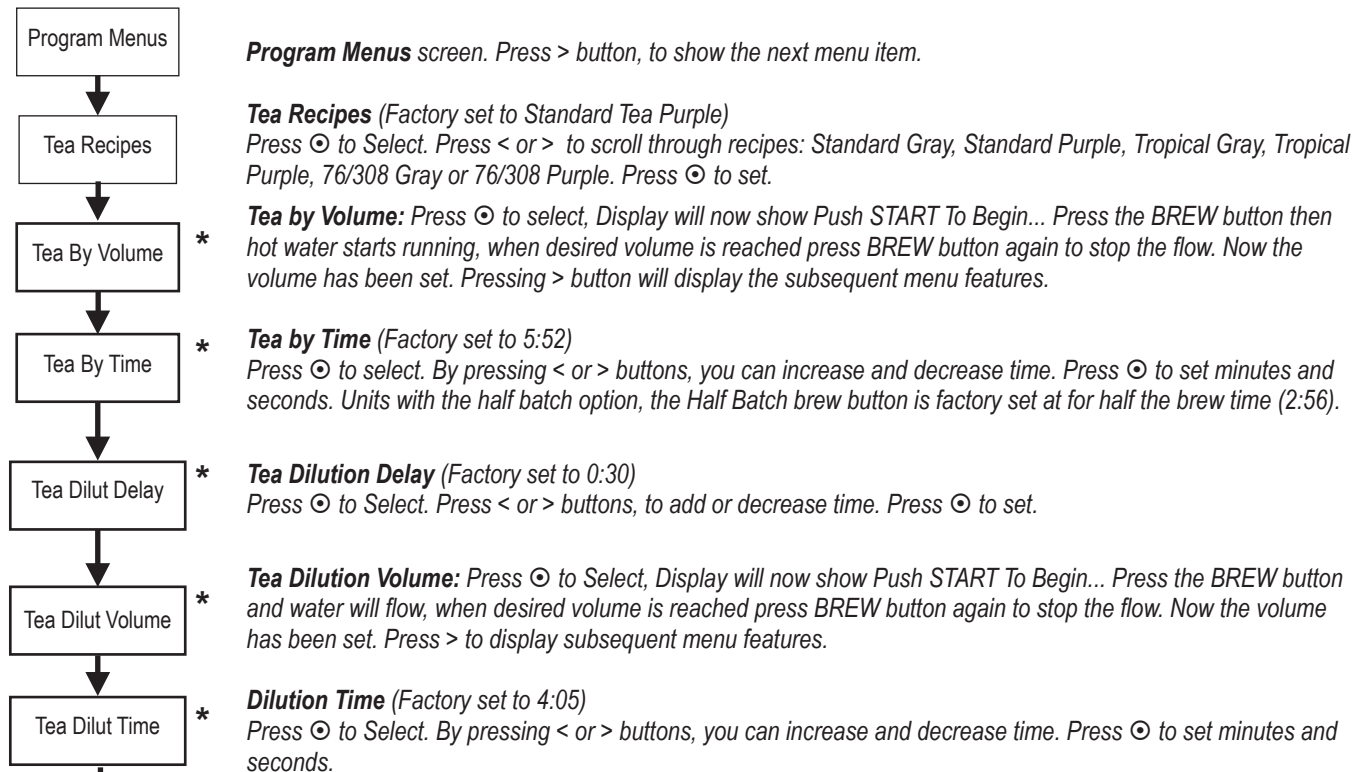 Program Menus
Program Menus screen. Press > button, to show the next menu item.
Tea Recipes
Tea Recipes (Factory set to Standard Tea Purple)
Press ⊙ to Select. Press < or > to scroll through recipes: Standard Gray, Standard Purple, Tropical Gray, Tropical
Purple, 76/308 Gray or 76/308 Purple. Press ⊙ to set.
Tea By Volume
*
Tea by Volume: Press ⊙ to select, Display will now show Push START To Begin... Press the BREW button then
hot water starts running, when desired volume is reached press BREW button again to stop the flow. Now the
volume has been set. Pressing > button will display the subsequent menu features.
Tea By Time
*
Tea by Time (Factory set to 5:52)
Press ⊙ to select. By pressing < or > buttons, you can increase and decrease time. Press ⊙ to set minutes and
seconds. Units with the half batch option, the Half Batch brew button is factory set at for half the brew time (2:56).
Tea Dilut Delay
*
Tea Dilution Delay (Factory set to 0:30)
Press ⊙ to Select. Press < or > buttons, to add or decrease time. Press ⊙ to set.
Tea Dilut Volume
*
Tea Dilution Volume: Press ⊙ to Select, Display will now show Push START To Begin... Press the BREW button
and water will flow, when desired volume is reached press BREW button again to stop the flow. Now the volume
has been set. Press > to display subsequent menu features.
Tea Dilut Time
*
Dilution Time (Factory set to 4:05)
Press ⊙ to Select. By pressing < or > buttons, you can increase and decrease time. Press ⊙ to set minutes and
seconds.